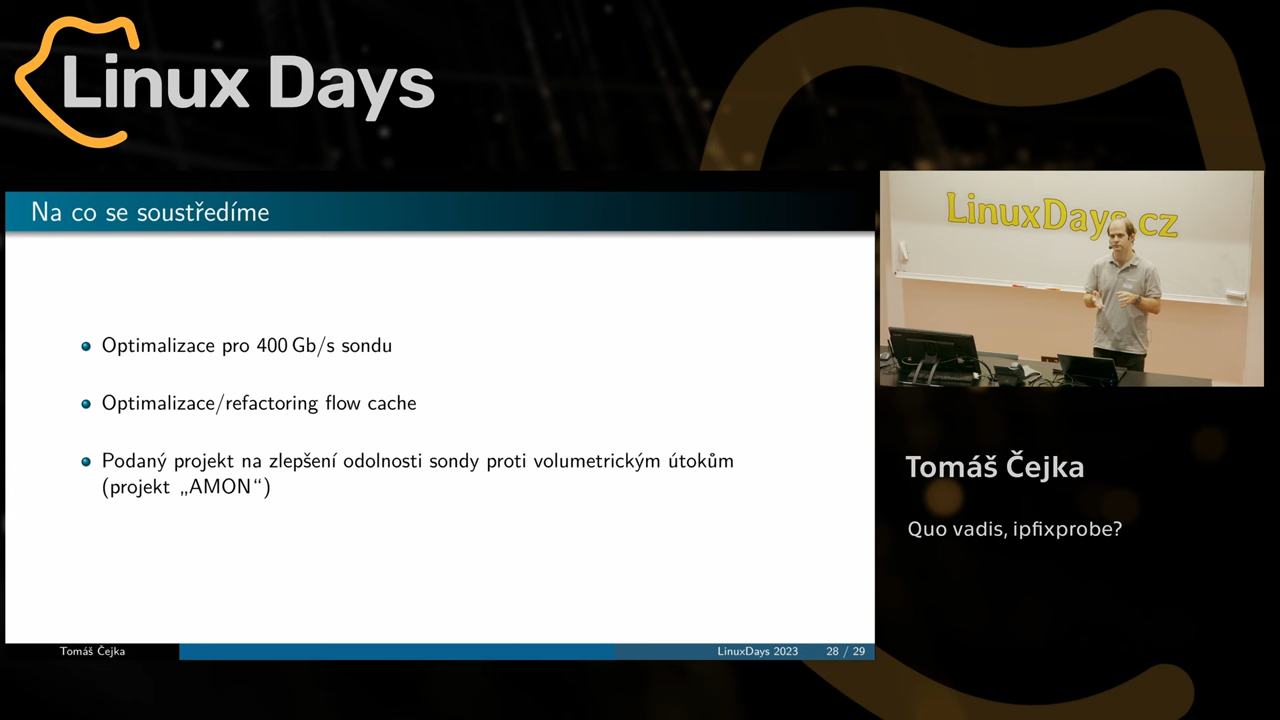 Linux Days
Na co se soustředíme
Optimalizace pro 400 Gb/s sondu
Optimalizace/refactoring flow cache
Podaný projekt na zlepšení odolnosti sondy proti volumetrickým útokům
(projekt „AMON“)
Tomáš Čejka
LinuxDays 2023
28 / 29
LinuxDays.cz
Tomáš Čejka
Quo vadis, ipfixprobe?